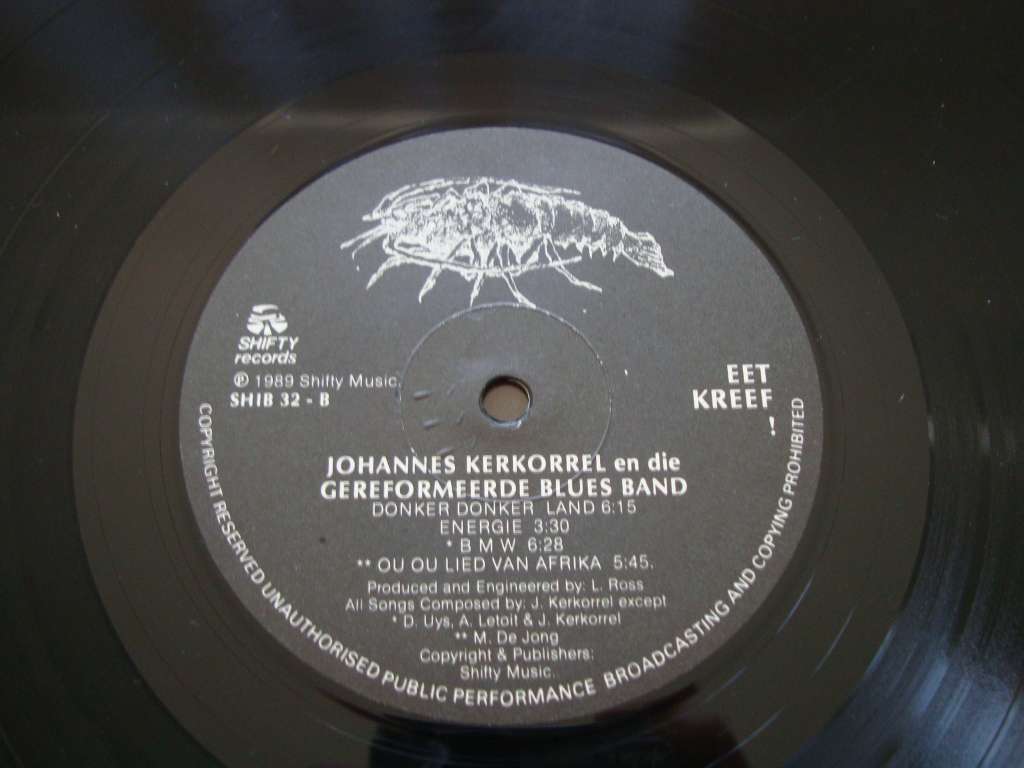 SHIFTY
records
℗ 1989 Shifty Music.
SHIB 32 - B
EET
KREEF
!
JOHANNES KERKORREL en die
GEREFORMEERDE BLUES BAND
DONKER DONKER LAND 6:15
ENERGIE 3:30
* B M W 6:28
** OU OU LIED VAN AFRIKA 5:45.
Produced and Engineered by: L. Ross
All Songs Composed by: J. Kerkorrel except
* D. Uys, A. Letoit & J. Kerkorrel
** M. De Jong
Copyright & Publishers:
Shifty Music.
COPYRIGHT RESERVED UNAUTHORISED PUBLIC PERFORMANCE BROADCASTING AND COPYING PROHIBITED